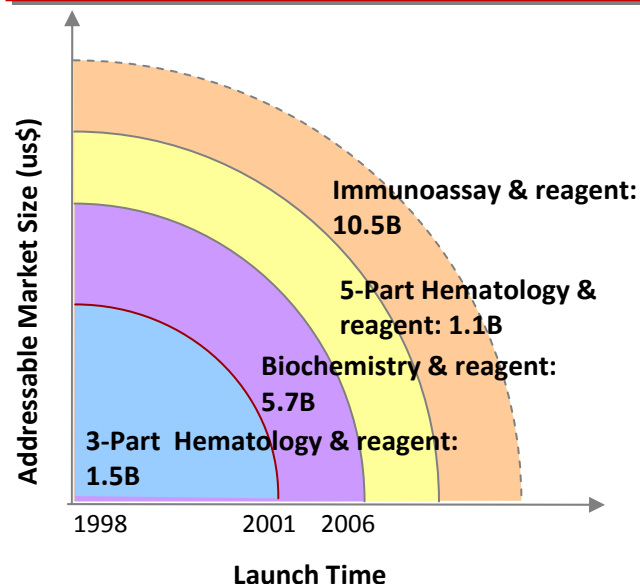 Addressable Market Size (us$)
Immunoassay & reagent:
10.5B
5-Part Hematology &
reagent: 1.1B
Biochemistry & reagent:
5.7B
3-Part  Hematology & reagent:
1.5B
1998 2001 2006
Launch Time